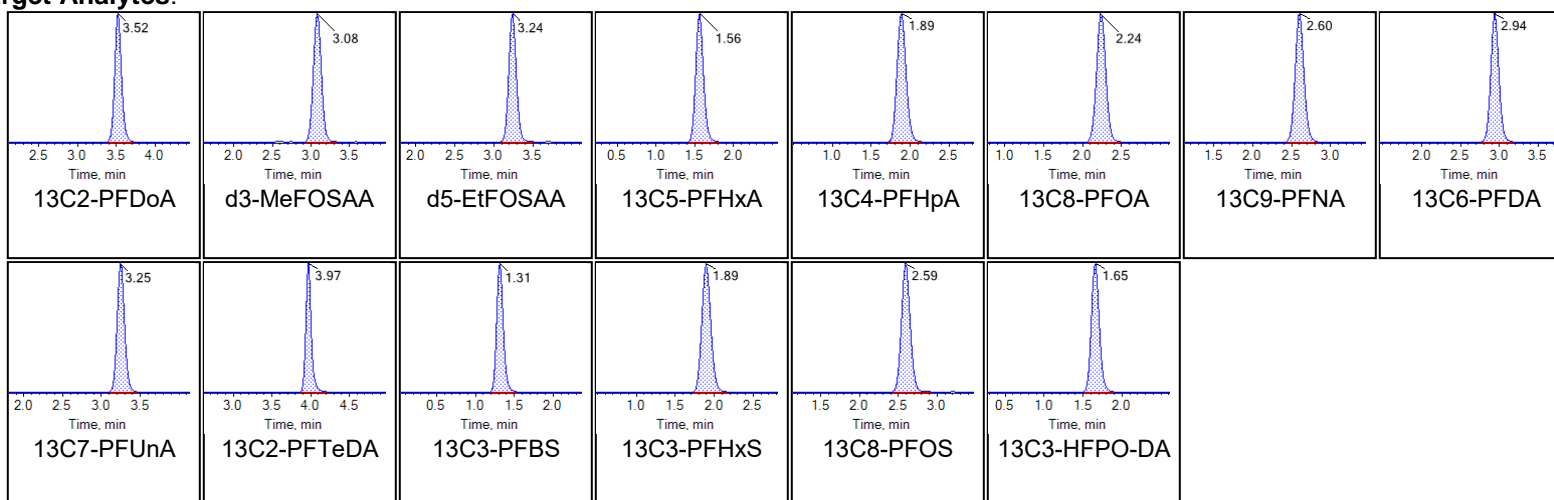 rget Analytes:
3.52 3.08 3.24 1.56 1.89 2.24 2.60 2.94
2.5 3.0 3.5 4.0 2.0 2.5 3.0 3.5 2.0 2.5 3.0 3.5 0.5 1.0 1.5 2.0 1.0 1.5 2.0 2.5 1.0 1.5 2.0 2.5 1.5 2.0 2.5 3.0 2.0 2.5 3.0 3.5
Time, min Time, min Time, min Time, min Time, min Time, min Time, min Time, min
13C2-PFDoA d3-MeFOSAA d5-EtFOSAA 13C5-PFHxA 13C4-PFHpA 13C8-PFOA 13C9-PFNA 13C6-PFDA
3.25 3.97 1.31 1.89 2.59 1.65
2.0 2.5 3.0 3.5 3.0 3.5 4.0 4.5 0.5 1.0 1.5 2.0 1.0 1.5 2.0 2.5 1.5 2.0 2.5 3.0 0.5 1.0 1.5 2.0
Time, min Time, min Time, min Time, min Time, min Time, min
13C7-PFUnA 13C2-PFTeDA 13C3-PFBS 13C3-PFHxS 13C8-PFOS 13C3-HFPO-DA